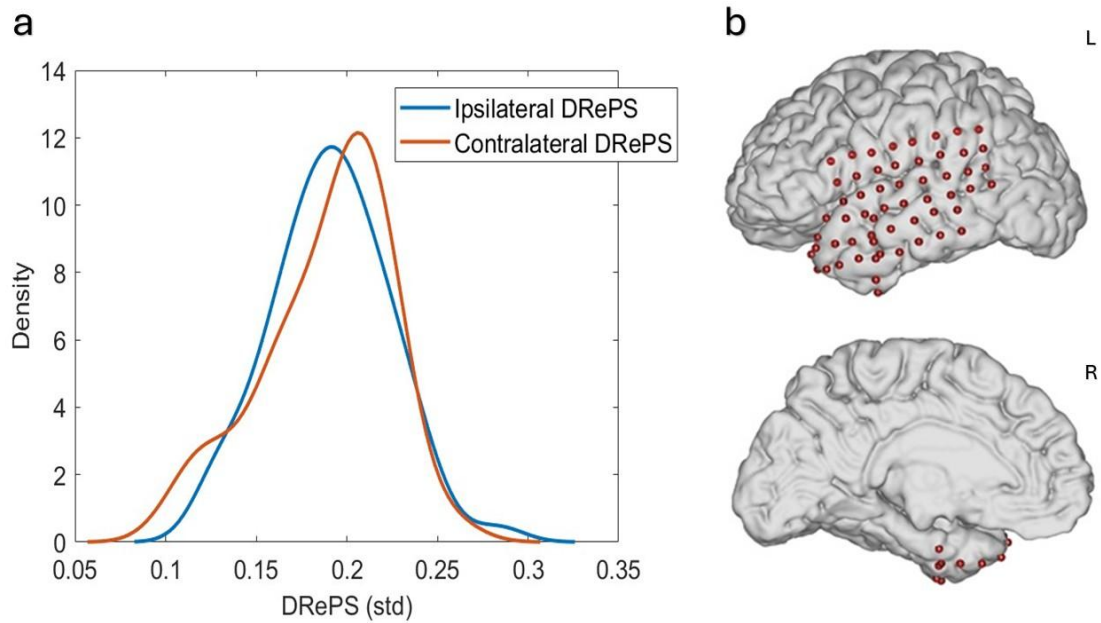 a
b
L
14
12
10
8
6
4
2
0
Density
Ipsilateral DRePS
Contralateral DRePS
0.05 0.1 0.15 0.2 0.25 0.3 0.35
DRePS (std)
R